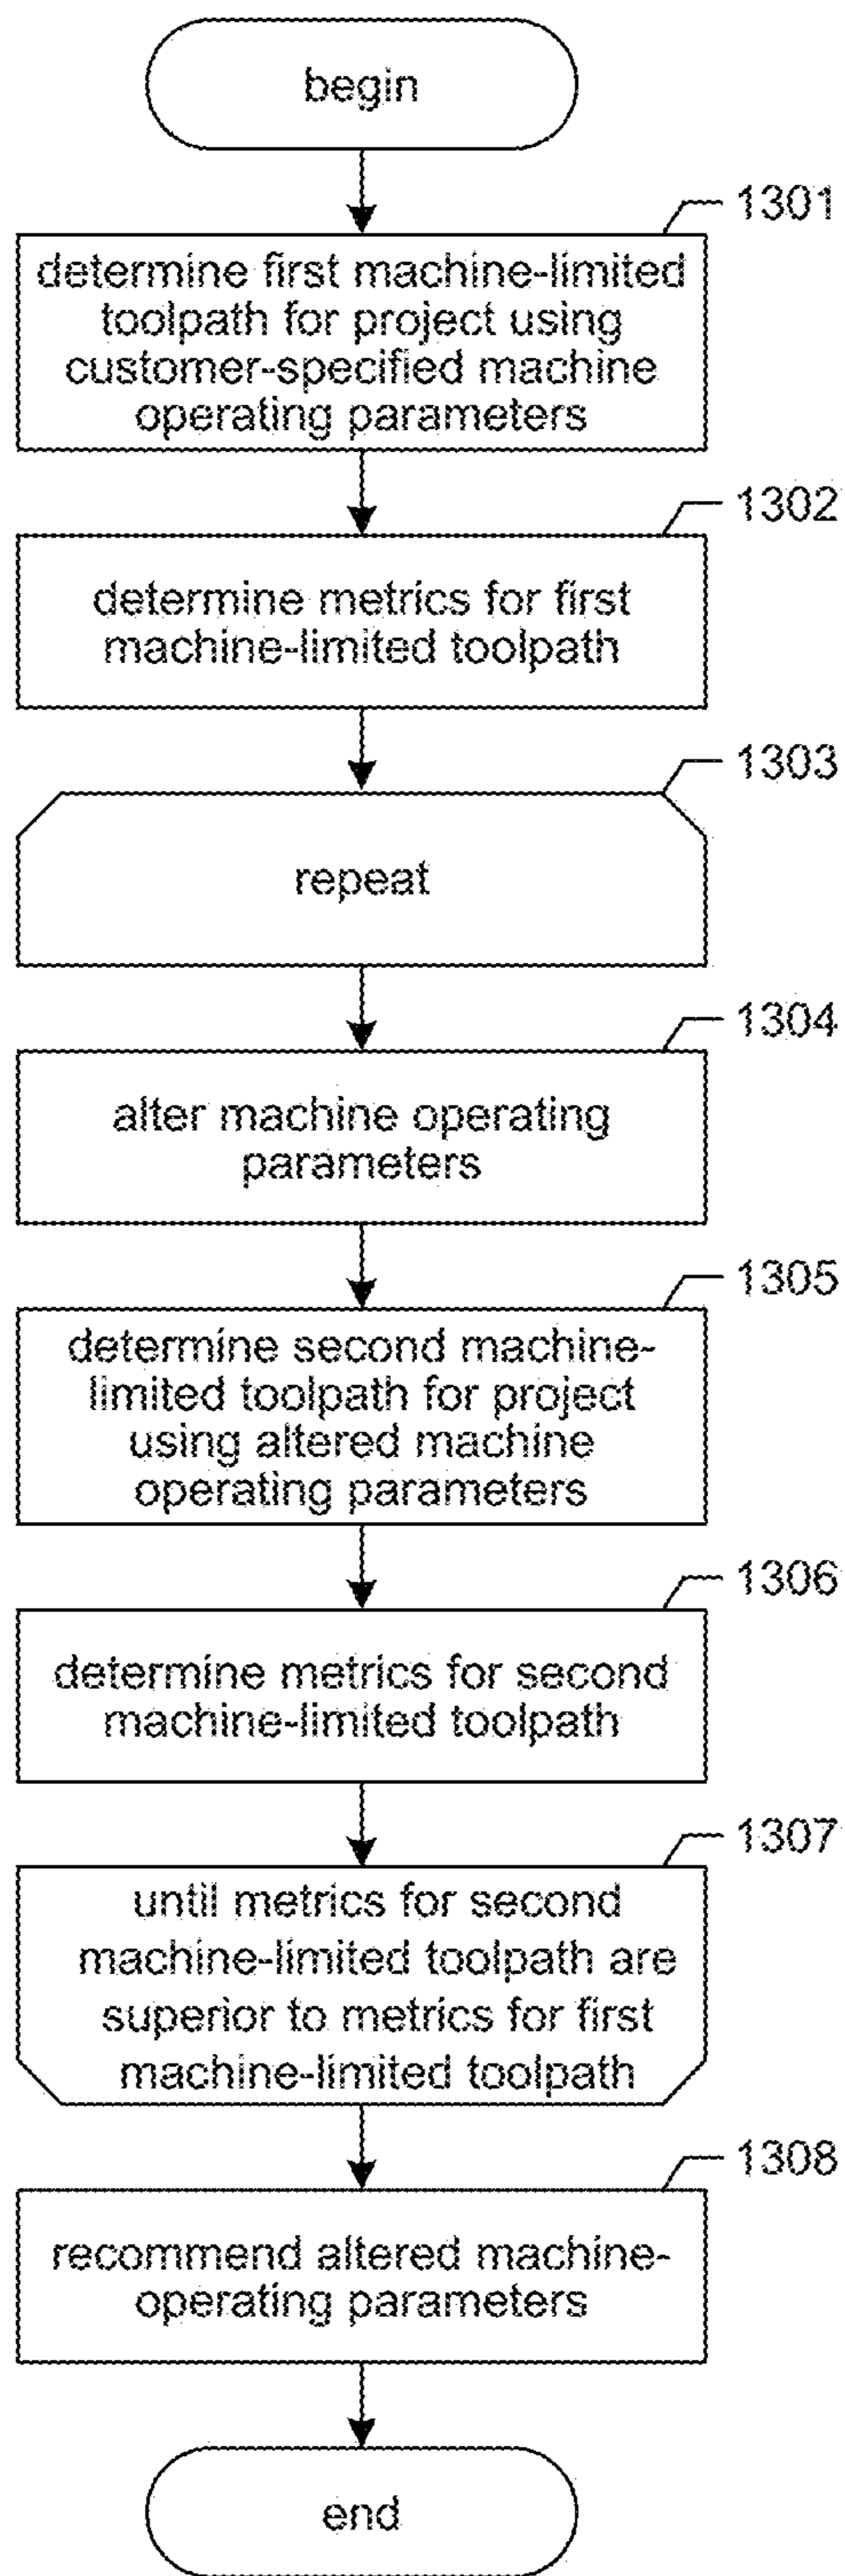 begin
1301
determine first machine-limited
toolpath for project using
customer-specified machine
operating parameters
1302
determine metrics for first
machine-limited toolpath
1303
repeat
1304
alter machine operating
parameters
1305
determine second machine-
limited toolpath for project
using altered machine
operating parameters
1306
determine metrics for second
machine-limited toolpath
1307
until metrics for second
machine-limited toolpath are
superior to metrics for first
machine-limited toolpath
1308
recommend altered machine-
operating parameters
end